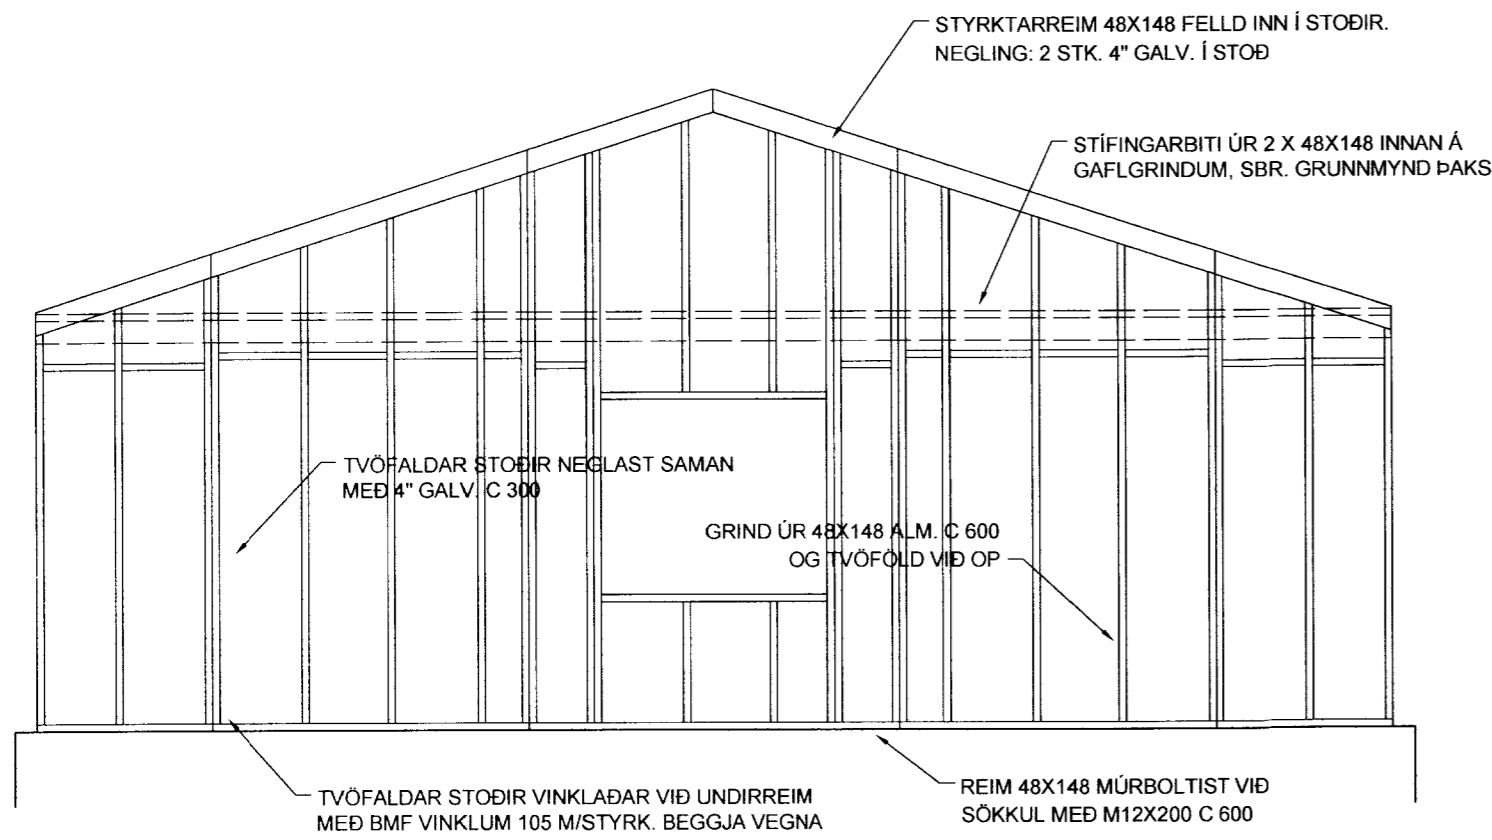 STYRKTARREIM 48X148 FELLD INN Í STOÐIR.
NEGLING: 2 STK. 4" GALV. Í STOÐ
STÍFINGARBITI ÚR 2 X 48X148 INNAN Á
GAFLGRINDUM, SBR. GRUNNMYND ÞAKS
TVÖFALDAR STOÐIR NEGLAST SAMAN
MEÐ 4" GALV. C 300
GRIND ÚR 48X148 ALM. C 600
OG TVÖFÖLD VIÐ OP
TVÖFALDAR STOÐIR VINKLAÐAR VIÐ UNDIRREIM
MEÐ BMF VINKLUM 105 M/STYRK. BEGGJA VEGNA
REIM 48X148 MÚRBOLTIST VIÐ
SÖKKUL MEÐ M12X200 C 600